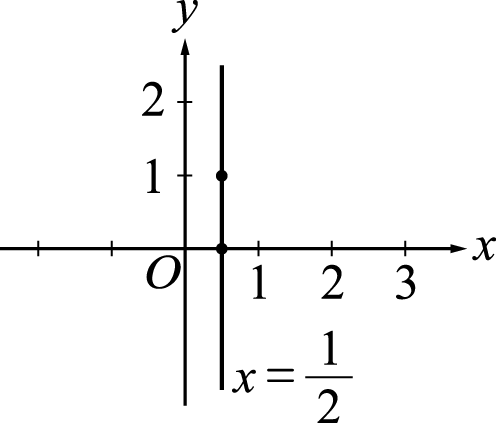 y
2
1
O 1 2 3 x
x = 1/2